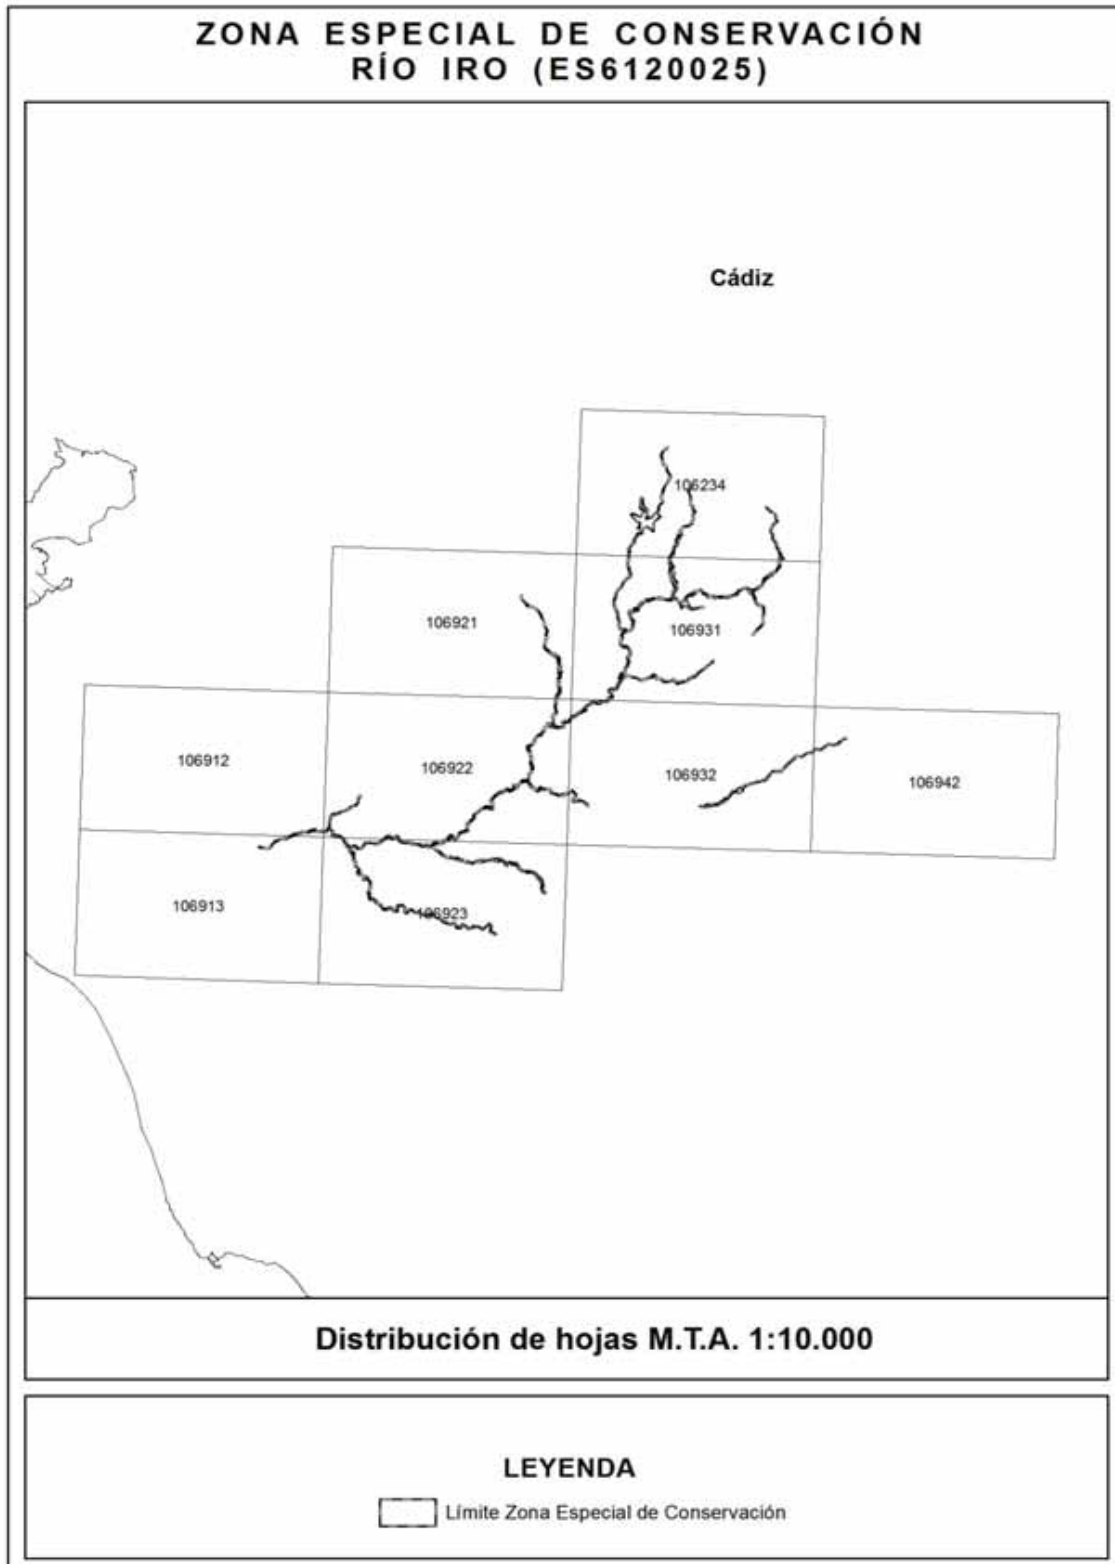 ZONA ESPECIAL DE CONSERVACIÓN
RÍO IRO (ES6120025)
Cádiz
106234
106921
106931
106912
106922
106932
106942
106913
106923
Distribución de hojas M.T.A. 1:10.000
LEYENDA
Límite Zona Especial de Conservación